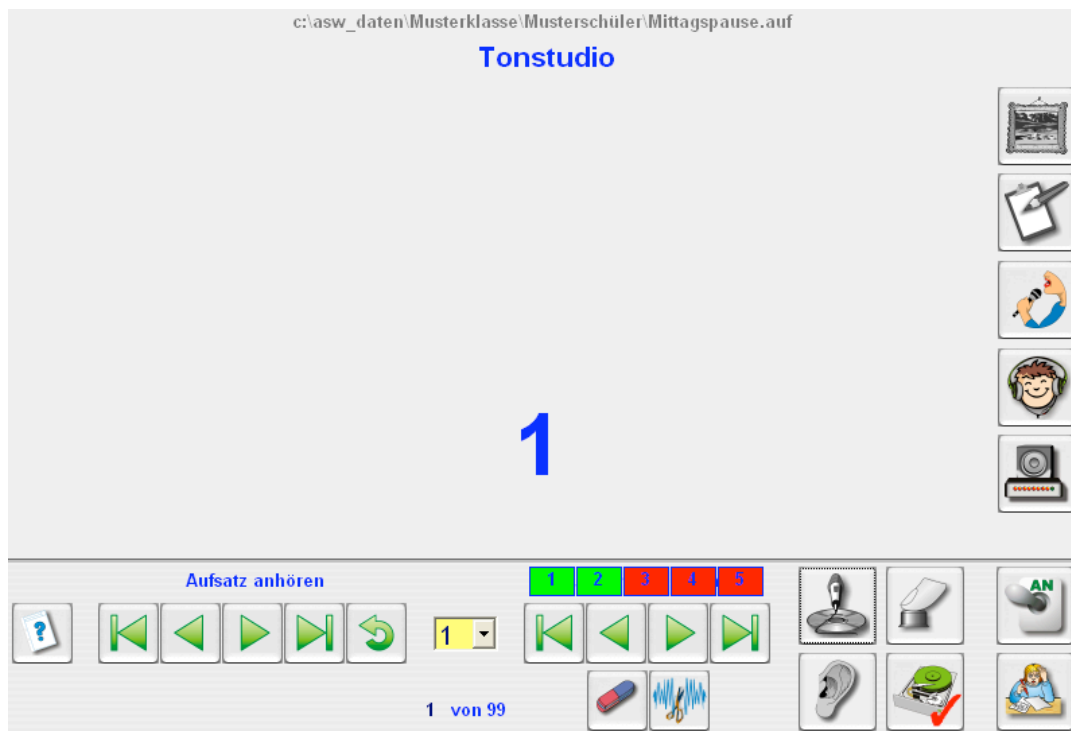 c:\asw_daten\Musterklasse\Musterschüler\Mittagspause.auf
Tonstudio
1
Aufsatz anhören
1 2 3 4 5
AN
?
1
1 von 99